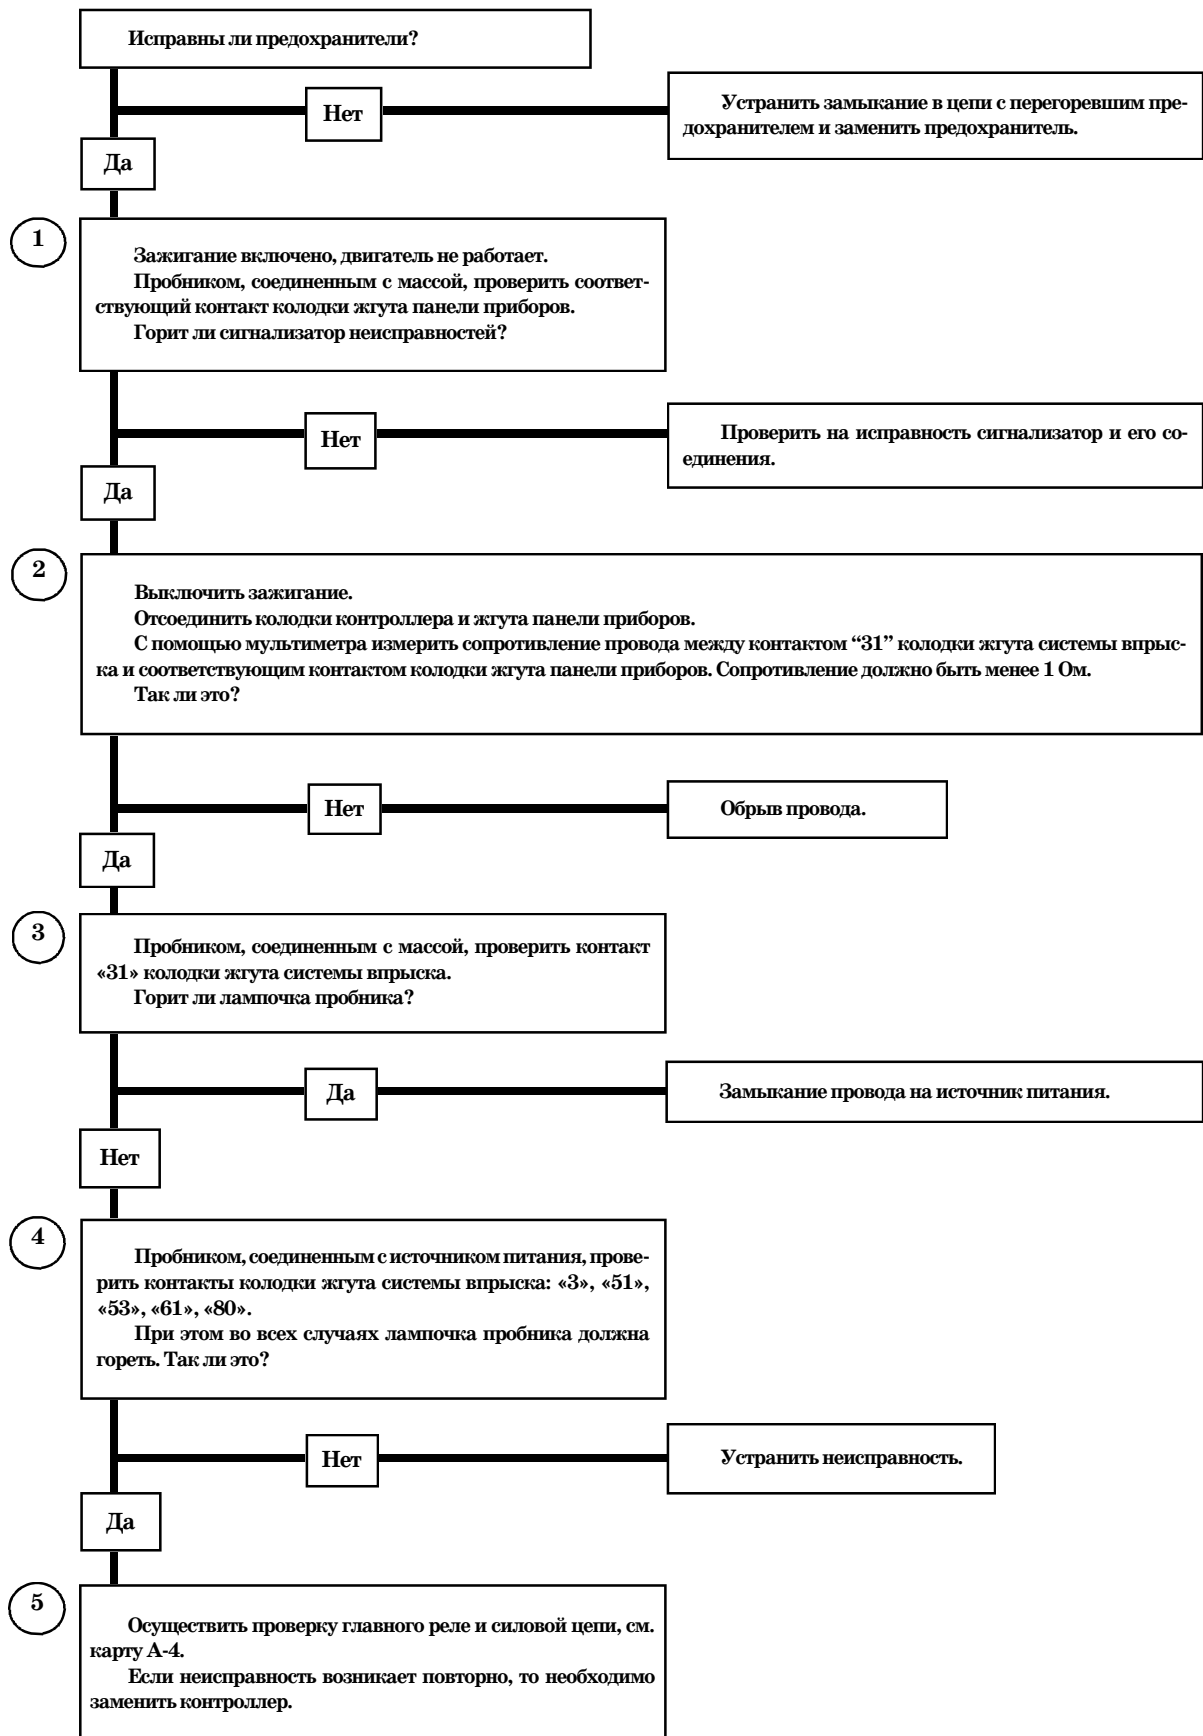 Исправны ли предохранители?
Нет
Устранить замыкание в цепи с перегоревшим пре-
дохранителем и заменить предохранитель.
Да
1
Зажигание включено, двигатель не работает.
Пробником, соединенным с массой, проверить соответ-
ствующий контакт колодки жгута панели приборов.
Горит ли сигнализатор неисправностей?
Нет
Проверить на исправность сигнализатор и его со-
единения.
Да
2
Выключить зажигание.
Отсоединить колодки контроллера и жгута панели приборов.
С помощью мультиметра измерить сопротивление провода между контактом “31” колодки жгута системы впрыс-
ка и соответствующим контактом колодки жгута панели приборов. Сопротивление должно быть менее 1 Ом.
Так ли это?
Нет
Обрыв провода.
Да
3
Пробником, соединенным с массой, проверить контакт
«31» колодки жгута системы впрыска.
Горит ли лампочка пробника?
Да
Замыкание провода на источник питания.
Нет
4
Пробником, соединенным с источником питания, прове-
рить контакты колодки жгута системы впрыска: «3», «51»,
«53», «61», «80».
При этом во всех случаях лампочка пробника должна
гореть. Так ли это?
Нет
Устранить неисправность.
Да
5
Осуществить проверку главного реле и силовой цепи, см.
карту А-4.
Если неисправность возникает повторно, то необходимо
заменить контроллер.